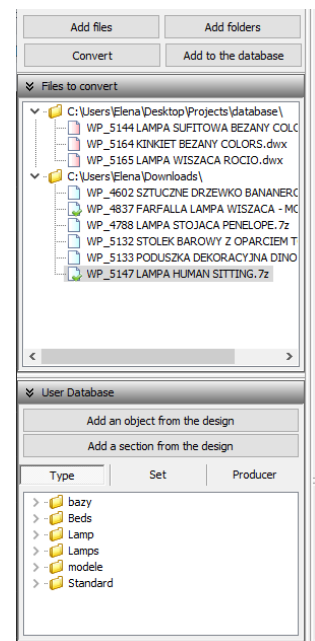 Add files
Add folders
Convert
Add to the database
Files to convert
C:\Users\Elena\Desktop\Projects\database\
WP_5144 LAMPA SUFITOWA BEZANY COLO
WP_5164 KINKIET BEZANY COLORS.dwx
WP_5165 LAMPA WISZACA ROCIO.dwx
C:\Users\Elena\Downloads\
WP_4602 SZTUCZNE DRZEWKO BANANERO
WP_4837 FARFALLA LAMPA WISZACA - MO
WP_4788 LAMPA STOJACA PENELOPE.7z
WP_5132 STOLEK BAROWY Z OPARCIEM T
WP_5133 PODUSZKA DEKORACYJNA DINO
WP_5147 LAMPA HUMAN SITTING.7z
User Database
Add an object from the design
Add a section from the design
Type
Set
Producer
bazy
Beds
Lamp
Lamps
modele
Standard